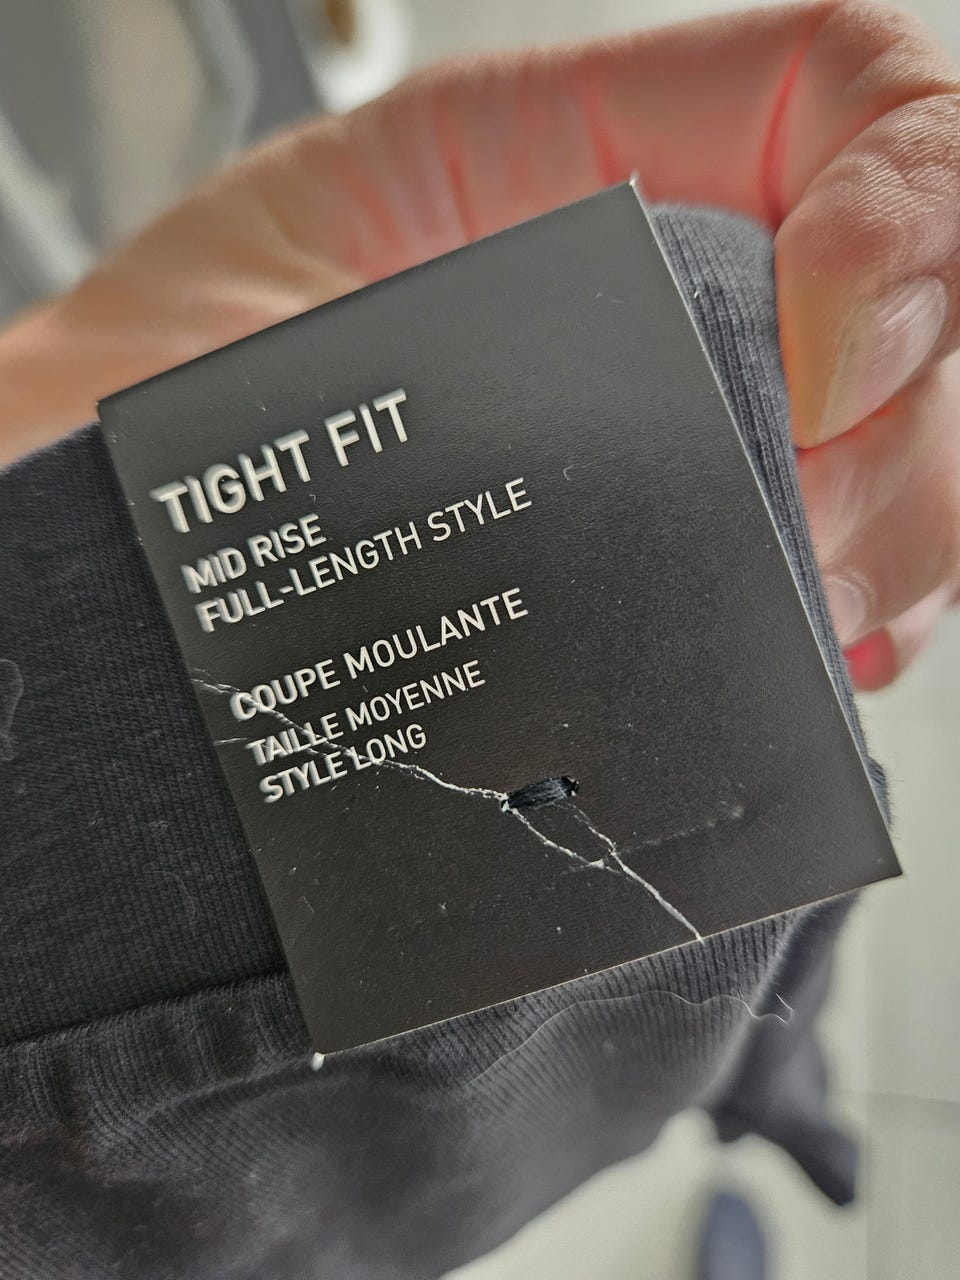 TIGHT FIT
MID RISE
FULL-LENGTH STYLE
COUPE MOULANTE
TAILLE MOYENNE
STYLE LONG